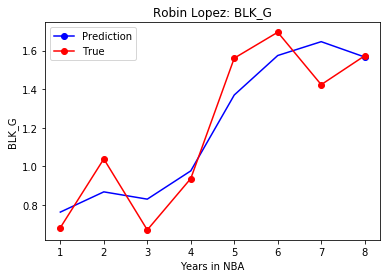 Robin Lopez: BLK_G
Prediction
True
BLK_G
1.6
1.4
1.2
1.0
0.8
1 2 3 4 5 6 7 8
Years in NBA